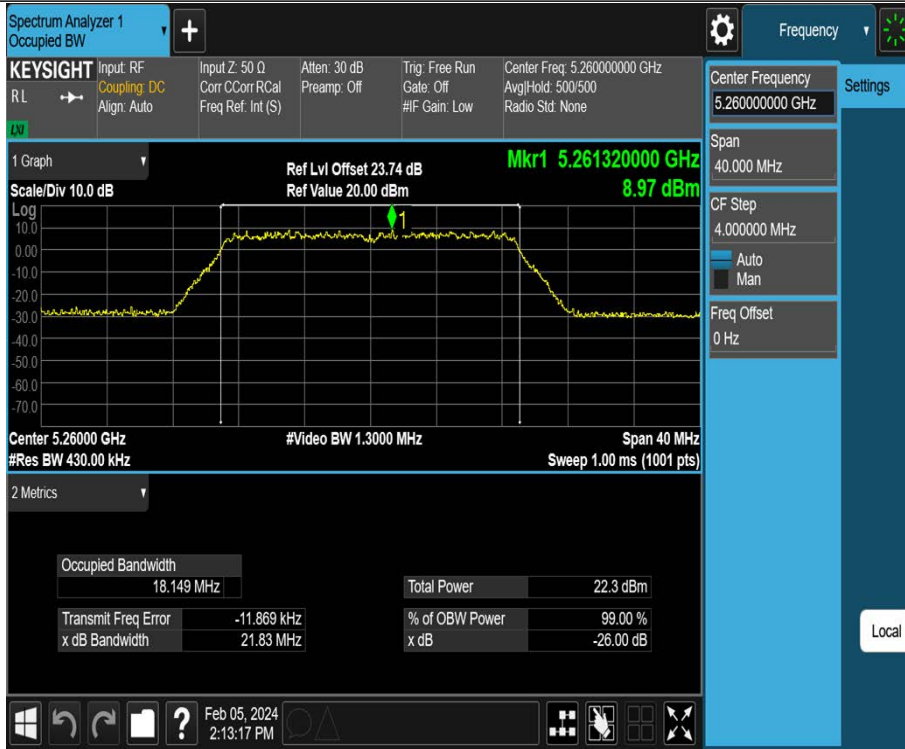 Spectrum Analyzer 1
Occupied BW
+
Frequency
KEYSIGHT
R L
LXI
Input: RF
Coupling: DC
Align: Auto
Input Z: 50 Ω
Corr CCorr RCal
Freq Ref: Int (S)
Atten: 30 dB
Preamp: Off
Trig: Free Run
Gate: Off
#IF Gain: Low
Center Freq: 5.260000000 GHz
Avg|Hold: 500/500
Radio Std: None
1 Graph
Scale/Div 10.0 dB
Ref Lvl Offset 23.74 dB
Ref Value 20.00 dBm
Mkr1 5.261320000 GHz
8.97 dBm
Log
10.0
0.00
-10.0
-20.0
-30.0
-40.0
-50.0
-60.0
-70.0
1
Center 5.26000 GHz
#Video BW 1.3000 MHz
Span 40 MHz
#Res BW 430.00 kHz
Sweep 1.00 ms (1001 pts)
2 Metrics
Occupied Bandwidth
18.149 MHz
Total Power 22.3 dBm
Transmit Freq Error -11.869 kHz
% of OBW Power 99.00 %
x dB Bandwidth 21.83 MHz
x dB -26.00 dB
Center Frequency
5.260000000 GHz
Settings
Span
40.000 MHz
CF Step
4.000000 MHz
Auto
Man
Freq Offset
0 Hz
Local
?
Feb 05, 2024
2:13:17 PM